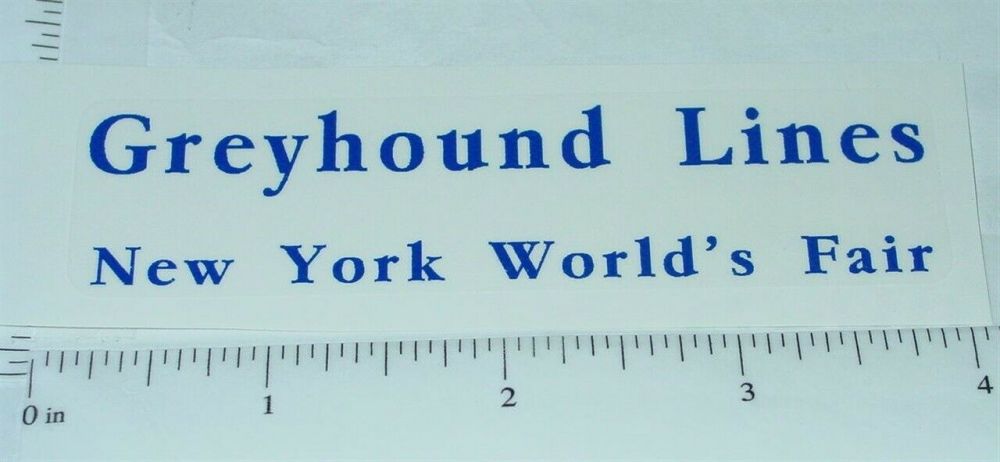 Greyhound Lines
New York World's Fair
0 in 1 2 3 4